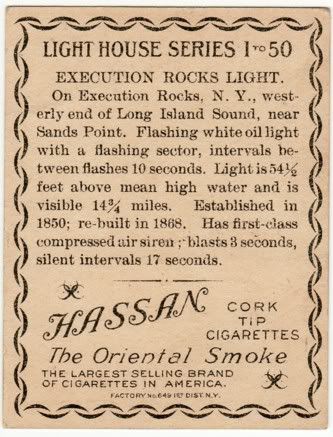 LIGHT HOUSE SERIES 1 TO 50
EXECUTION ROCKS LIGHT.
On Execution Rocks, N. Y., west-
erly end of Long Island Sound, near
Sands Point. Flashing white oil light
with a flashing sector, intervals be-
tween flashes 10 seconds. Light is 54½
feet above mean high water and is
visible 14¾ miles. Established in
1850; re-built in 1868. Has first-class
compressed air siren; blasts 3 seconds,
silent intervals 17 seconds.
HASSAN
CORK
TIP
CIGARETTES
The Oriental Smoke
THE LARGEST SELLING BRAND
OF CIGARETTES IN AMERICA.
FACTORY No 649 1ST DIST. N.Y.